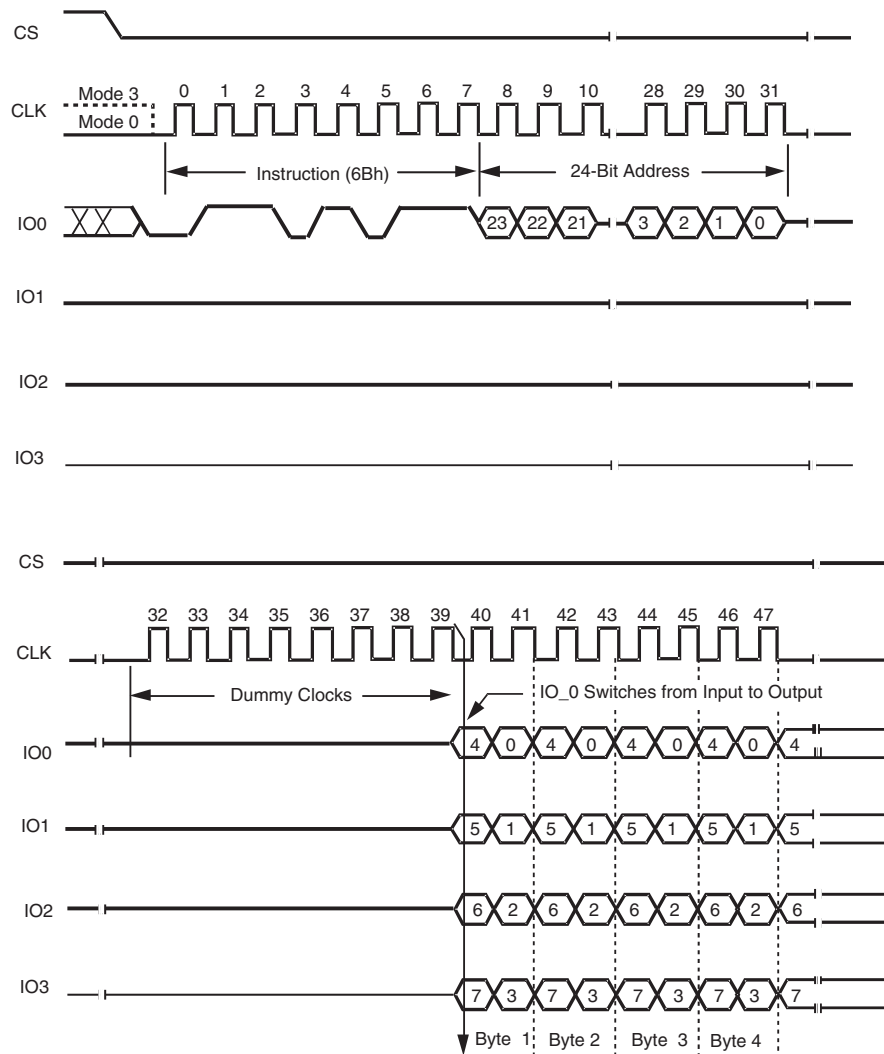 CS
Mode 3
CLK
Mode 0
0 1 2 3 4 5 6 7 8 9 10 28 29 30 31
Instruction (6Bh)
24-Bit Address
IO0
23 22 21 3 2 1 0
IO1
IO2
IO3
CS
32 33 34 35 36 37 38 39 40 41 42 43 44 45 46 47
CLK
Dummy Clocks
IO_0 Switches from Input to Output
IO0
4 0 4 0 4 0 4 0 4
IO1
5 1 5 1 5 1 5 1 5
IO2
6 2 6 2 6 2 6 2 6
IO3
7 3 7 3 7 3 7 3 7
Byte 1 Byte 2 Byte 3 Byte 4